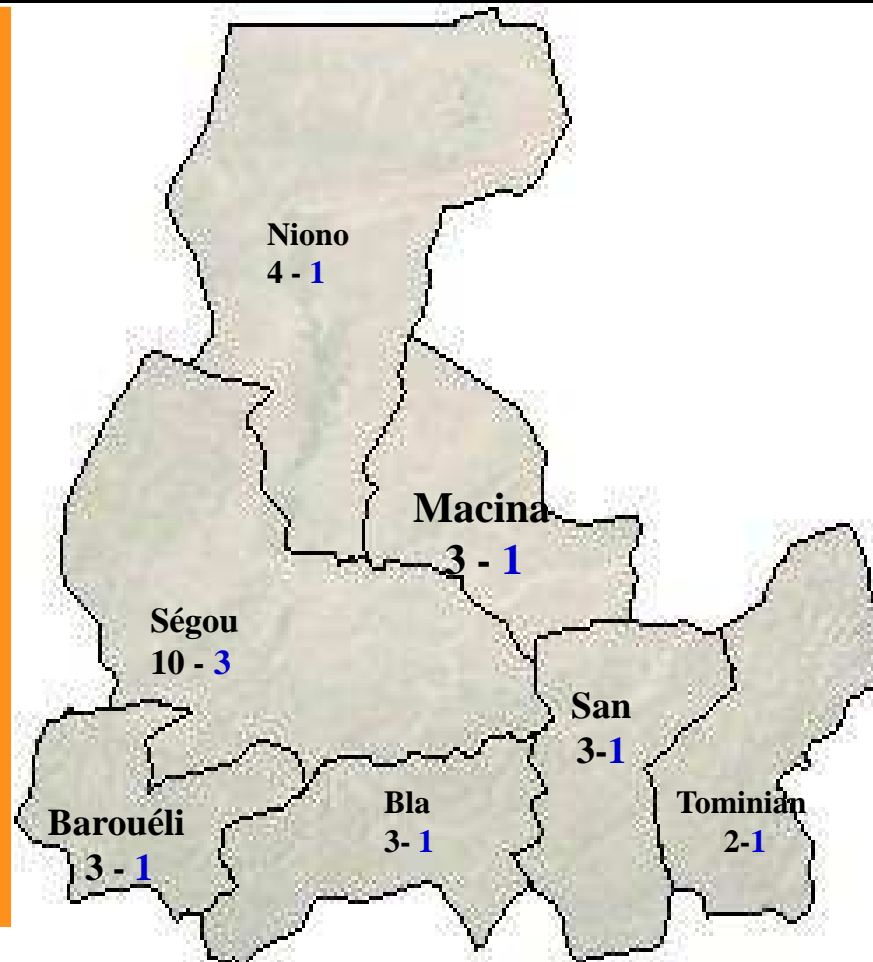 Niono
4 - 1
Macina
3 - 1
Ségou
10 - 3
San
3-1
Bla
3- 1
Tominian
2-1
Barouéli
3 - 1